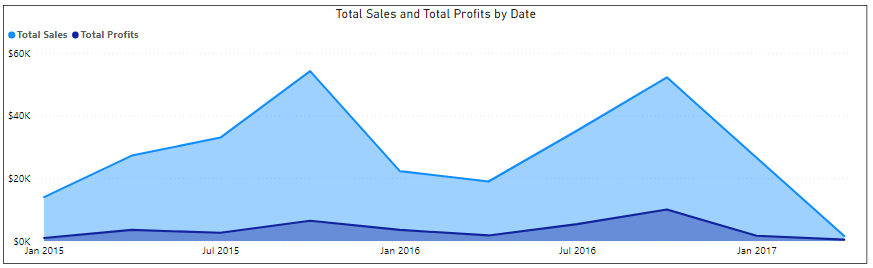 Total Sales and Total Profits by Date
Total Sales Total Profits
$60K
$40K
$20K
$0K
Jan 2015 Jul 2015 Jan 2016 Jul 2016 Jan 2017